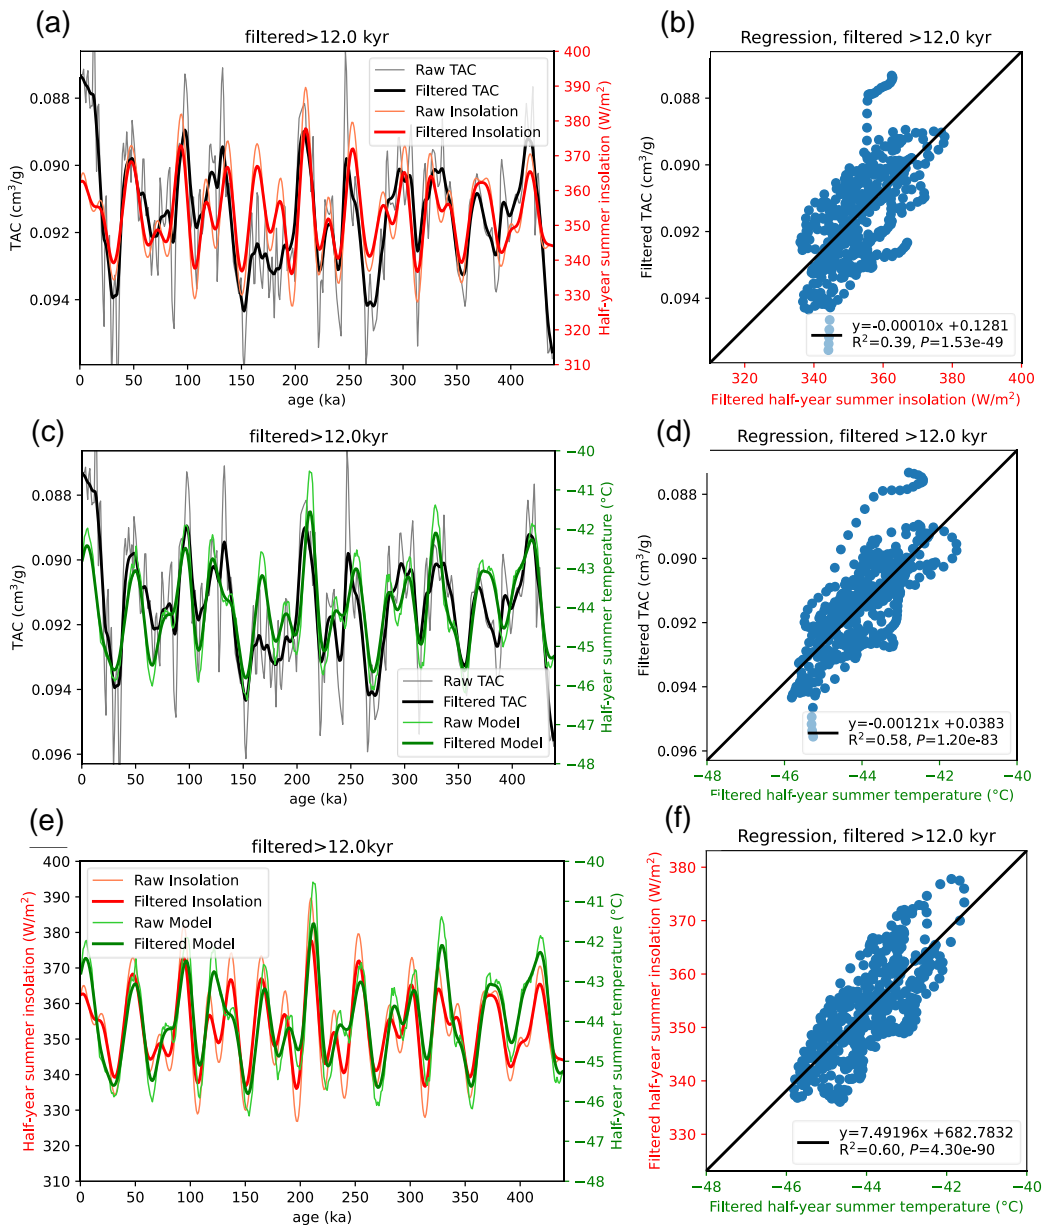 (a)
filtered>12.0 kyr
Raw TAC
Filtered TAC
Raw Insolation
Filtered Insolation
0.088
0.090
0.092
0.094
TAC (cm³/g)
400
390
380
370
360
350
340
330
320
310
Half-year summer insolation (W/m²)
0 50 100 150 200 250 300 350 400
age (ka)
(b)
Regression, filtered >12.0 kyr
0.088
0.090
0.092
0.094
Filtered TAC (cm³/g)
y=-0.00010x +0.1281
R²=0.39, P=1.53e-49
320 340 360 380 400
Filtered half-year summer insolation (W/m²)
(c)
filtered>12.0kyr
0.088
0.090
0.092
0.094
0.096
TAC (cm³/g)
−40
−41
−42
−43
−44
−45
−46
−47
−48
Half-year summer temperature (°C)
Raw TAC
Filtered TAC
Raw Model
Filtered Model
0 50 100 150 200 250 300 350 400
age (ka)
(d)
Regression, filtered >12.0 kyr
0.088
0.090
0.092
0.094
0.096
Filtered TAC (cm³/g)
y=-0.00121x +0.0383
R²=0.58, P=1.20e-83
−48 −46 −44 −42 −40
Filtered half-year summer temperature (°C)
(e)
filtered>12.0kyr
Raw Insolation
Filtered Insolation
Raw Model
Filtered Model
400
390
380
370
360
350
340
330
320
310
Half-year summer insolation (W/m²)
−40
−41
−42
−43
−44
−45
−46
−47
−48
Half-year summer temperature (°C)
0 50 100 150 200 250 300 350 400
age (ka)
(f)
Regression, filtered >12.0 kyr
380
370
360
350
340
330
Filtered half-year summer insolation (W/m²)
y=7.49196x +682.7832
R²=0.60, P=4.30e-90
−48 −46 −44 −42 −40
Filtered half-year summer temperature (°C)